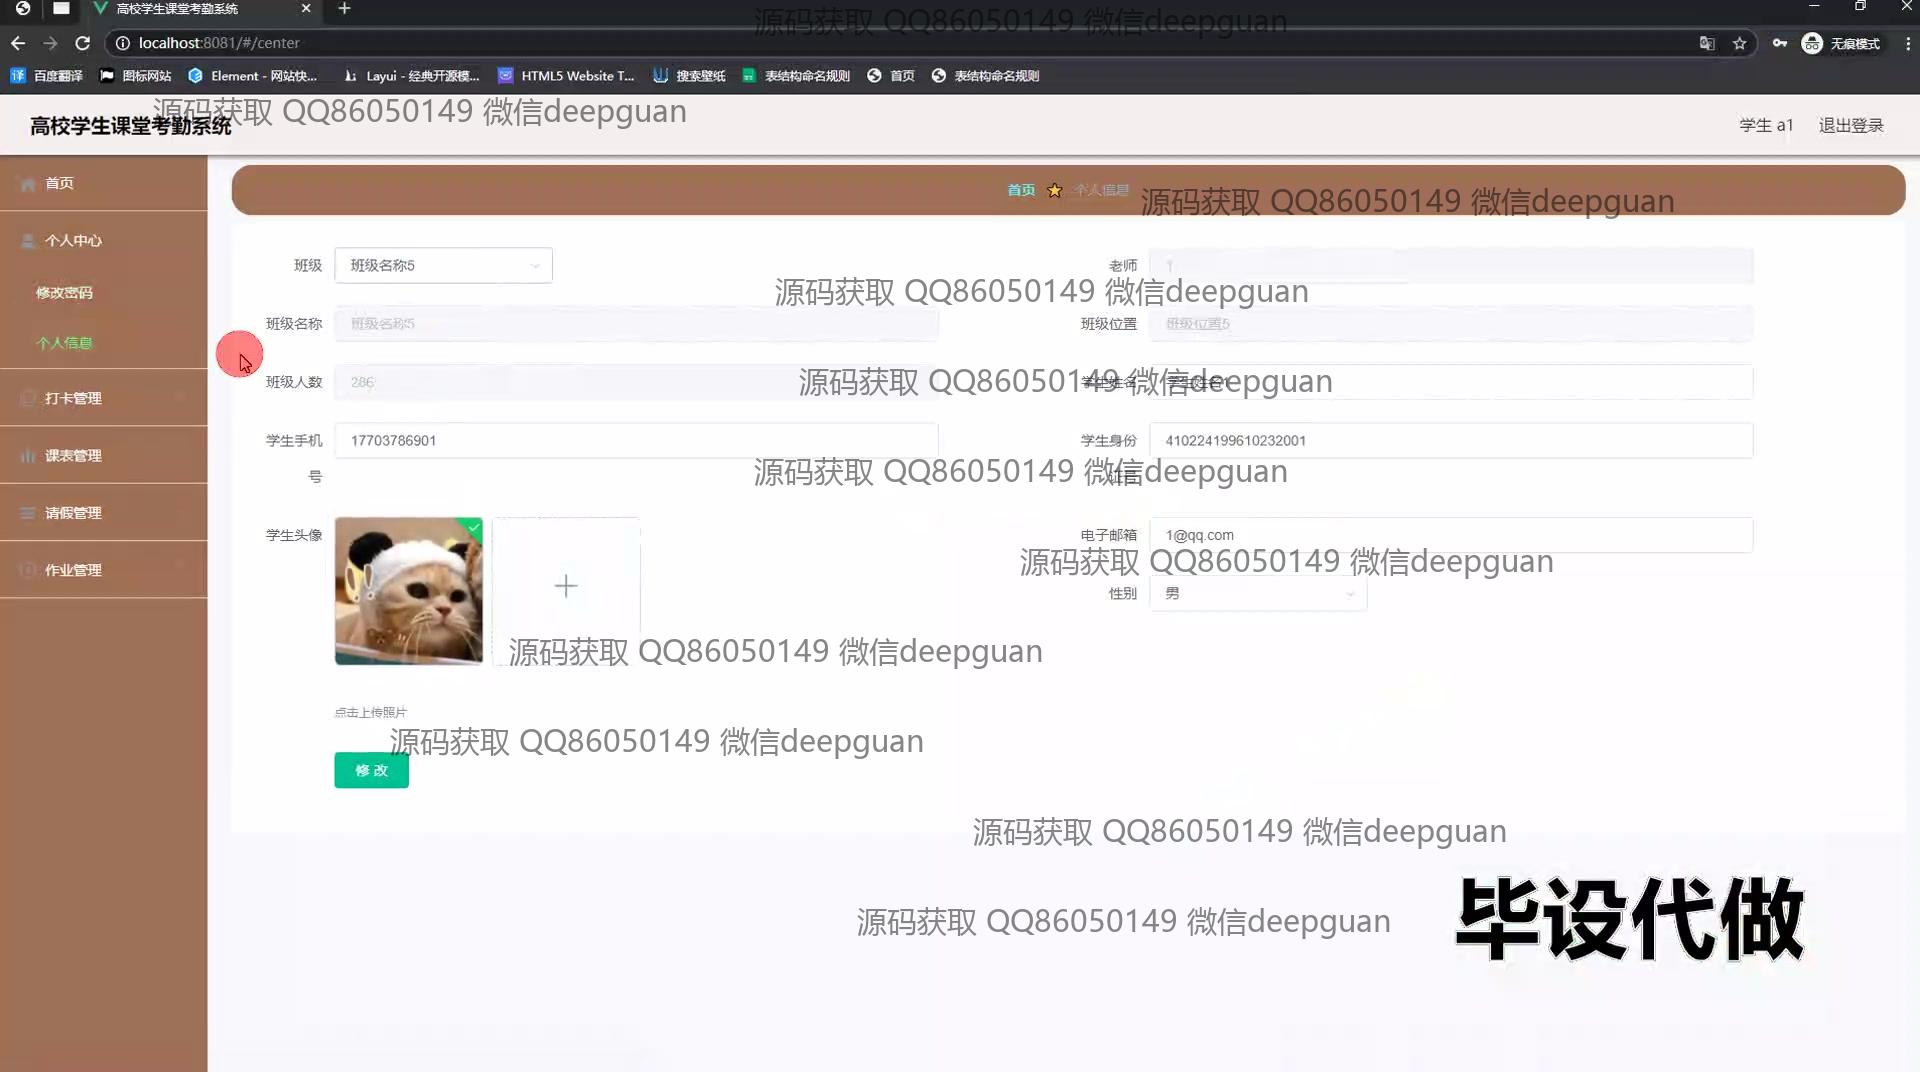 高校学生课堂考勤系统
localhost:8081/#/center
无痕模式
百度翻译 图标网站 Element - 网站快... Layui - 经典开源模... HTML5 Website T... 搜索壁纸 表结构命名规则 首页 表结构命名规则
源码获取 QQ86050149 微信deepguan
高校学生课堂考勤系统
源码获取 QQ86050149 微信deepguan
学生 a1 退出登录
首页
个人中心
修改密码
个人信息
打卡管理
课表管理
请假管理
作业管理
首页 个人信息
源码获取 QQ86050149 微信deepguan
班级 班级名称5
老师
源码获取 QQ86050149 微信deepguan
班级名称 班级名称5
班级位置 班级位置5
班级人数 286
学生姓名
源码获取 QQ86050149 微信deepguan
学生手机号 17703786901
学生身份证号 410224199610232001
源码获取 QQ86050149 微信deepguan
学生头像
电子邮箱 1@qq.com
源码获取 QQ86050149 微信deepguan
性别 男
源码获取 QQ86050149 微信deepguan
点击上传照片
源码获取 QQ86050149 微信deepguan
修改
源码获取 QQ86050149 微信deepguan
源码获取 QQ86050149 微信deepguan
毕设代做